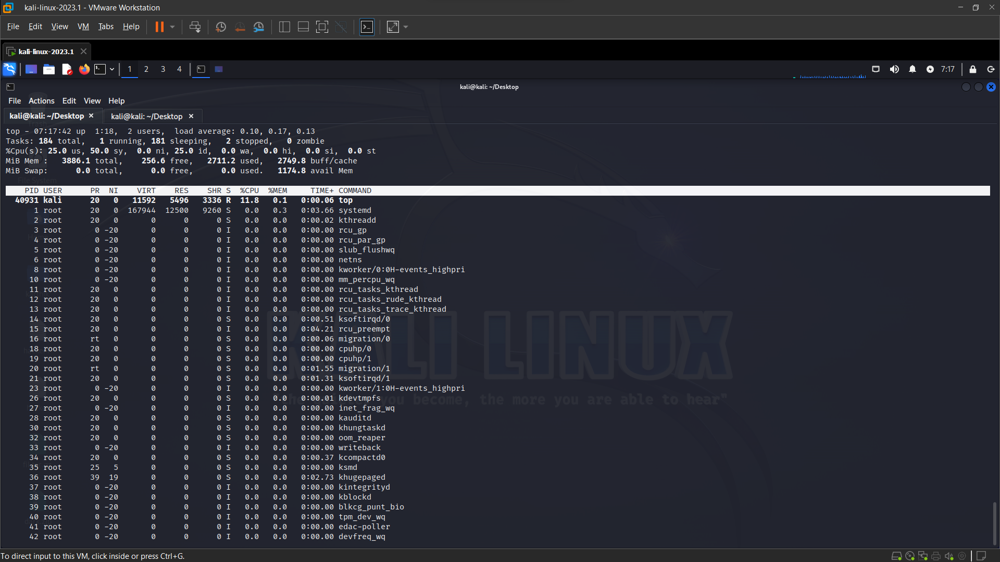 kali-linux-2023.1 - VMware Workstation
File Edit View VM Tabs Help
kali-linux-2023.1
1 2 3 4 7:17
kali@kali: ~/Desktop
File Actions Edit View Help
kali@kali: ~/Desktop kali@kali: ~/Desktop
top - 07:17:42 up 1:18, 2 users, load average: 0.10, 0.17, 0.13
Tasks: 184 total, 1 running, 181 sleeping, 2 stopped, 0 zombie
%Cpu(s): 25.0 us, 50.0 sy, 0.0 ni, 25.0 id, 0.0 wa, 0.0 hi, 0.0 si, 0.0 st
MiB Mem : 3886.1 total, 256.6 free, 2711.2 used, 2749.8 buff/cache
MiB Swap: 0.0 total, 0.0 free, 0.0 used. 1174.8 avail Mem
File System
PID USER PR NI VIRT RES SHR S %CPU %MEM TIME+ COMMAND
40931 kali 20 0 11592 5496 3336 R 11.8 0.1 0:00.06 top
1 root 20 0 167944 12500 9260 S 0.0 0.3 0:03.66 systemd
2 root 20 0 0 0 0 S 0.0 0.0 0:00.02 kthreadd
3 root 0 -20 0 0 0 I 0.0 0.0 0:00.00 rcu_gp
4 root 0 -20 0 0 0 I 0.0 0.0 0:00.00 rcu_par_gp
5 root 0 -20 0 0 0 I 0.0 0.0 0:00.00 slub_flushwq
6 root 0 -20 0 0 0 I 0.0 0.0 0:00.00 netns
8 root 0 -20 0 0 0 I 0.0 0.0 0:00.00 kworker/0:0H-events_highpri
10 root 0 -20 0 0 0 I 0.0 0.0 0:00.00 mm_percpu_wq
11 root 20 0 0 0 0 I 0.0 0.0 0:00.00 rcu_tasks_kthread
12 root 20 0 0 0 0 I 0.0 0.0 0:00.00 rcu_tasks_rude_kthread
13 root 20 0 0 0 0 I 0.0 0.0 0:00.00 rcu_tasks_trace_kthread
14 root 20 0 0 0 0 S 0.0 0.0 0:00.51 ksoftirqd/0
15 root 20 0 0 0 0 I 0.0 0.0 0:04.21 rcu_preempt
16 root rt 0 0 0 0 S 0.0 0.0 0:00.06 migration/0
18 root 20 0 0 0 0 S 0.0 0.0 0:00.00 cpuhp/0
19 root 20 0 0 0 0 S 0.0 0.0 0:00.00 cpuhp/1
20 root rt 0 0 0 0 S 0.0 0.0 0:01.55 migration/1
21 root 20 0 0 0 0 S 0.0 0.0 0:01.31 ksoftirqd/1
23 root 0 -20 0 0 0 I 0.0 0.0 0:00.00 kworker/1:0H-events_highpri
26 root 20 0 0 0 0 S 0.0 0.0 0:00.01 kdevtmpfs
27 root 0 -20 0 0 0 I 0.0 0.0 0:00.00 inet_frag_wq
28 root 20 0 0 0 0 S 0.0 0.0 0:00.00 kauditd
30 root 20 0 0 0 0 S 0.0 0.0 0:00.00 khungtaskd
32 root 20 0 0 0 0 S 0.0 0.0 0:00.00 oom_reaper
33 root 0 -20 0 0 0 I 0.0 0.0 0:00.00 writeback
34 root 20 0 0 0 0 S 0.0 0.0 0:00.37 kcompactd0
35 root 25 5 0 0 0 S 0.0 0.0 0:00.00 ksmd
36 root 39 19 0 0 0 S 0.0 0.0 0:02.73 khugepaged
37 root 0 -20 0 0 0 I 0.0 0.0 0:00.00 kintegrityd
38 root 0 -20 0 0 0 I 0.0 0.0 0:00.00 kblockd
39 root 0 -20 0 0 0 I 0.0 0.0 0:00.00 blkcg_punt_bio
40 root 0 -20 0 0 0 I 0.0 0.0 0:00.00 tpm_dev_wq
41 root 0 -20 0 0 0 I 0.0 0.0 0:00.00 edac-poller
42 root 0 -20 0 0 0 I 0.0 0.0 0:00.00 devfreq_wq
KALI LINUX
you become, the more you are able to hear"
To direct input to this VM, click inside or press Ctrl+G.